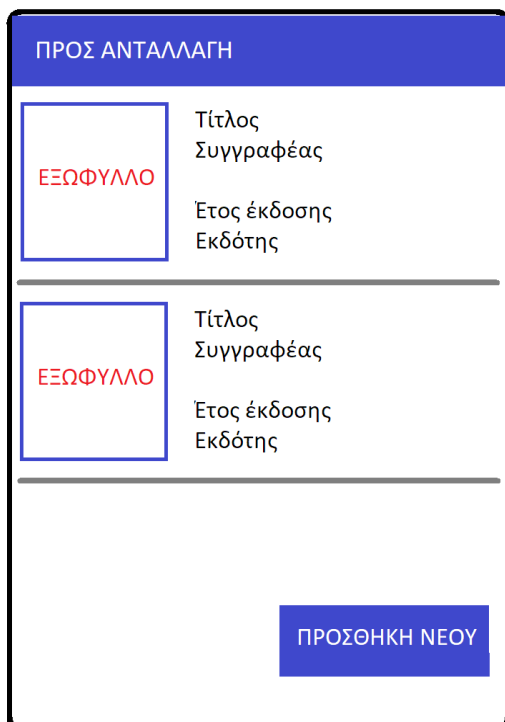 ΠΡΟΣ ΑΝΤΑΛΛΑΓΗ
ΕΞΩΦΥΛΛΟ
Τίτλος
Συγγραφέας
Έτος έκδοσης
Εκδότης
ΕΞΩΦΥΛΛΟ
Τίτλος
Συγγραφέας
Έτος έκδοσης
Εκδότης
ΠΡΟΣΘΗΚΗ ΝΕΟΥ